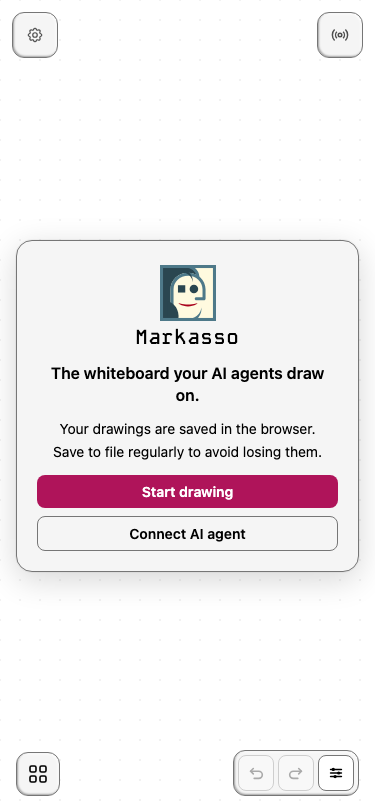 Markasso
The whiteboard your AI agents draw
on.
Your drawings are saved in the browser.
Save to file regularly to avoid losing them.
Start drawing
Connect AI agent